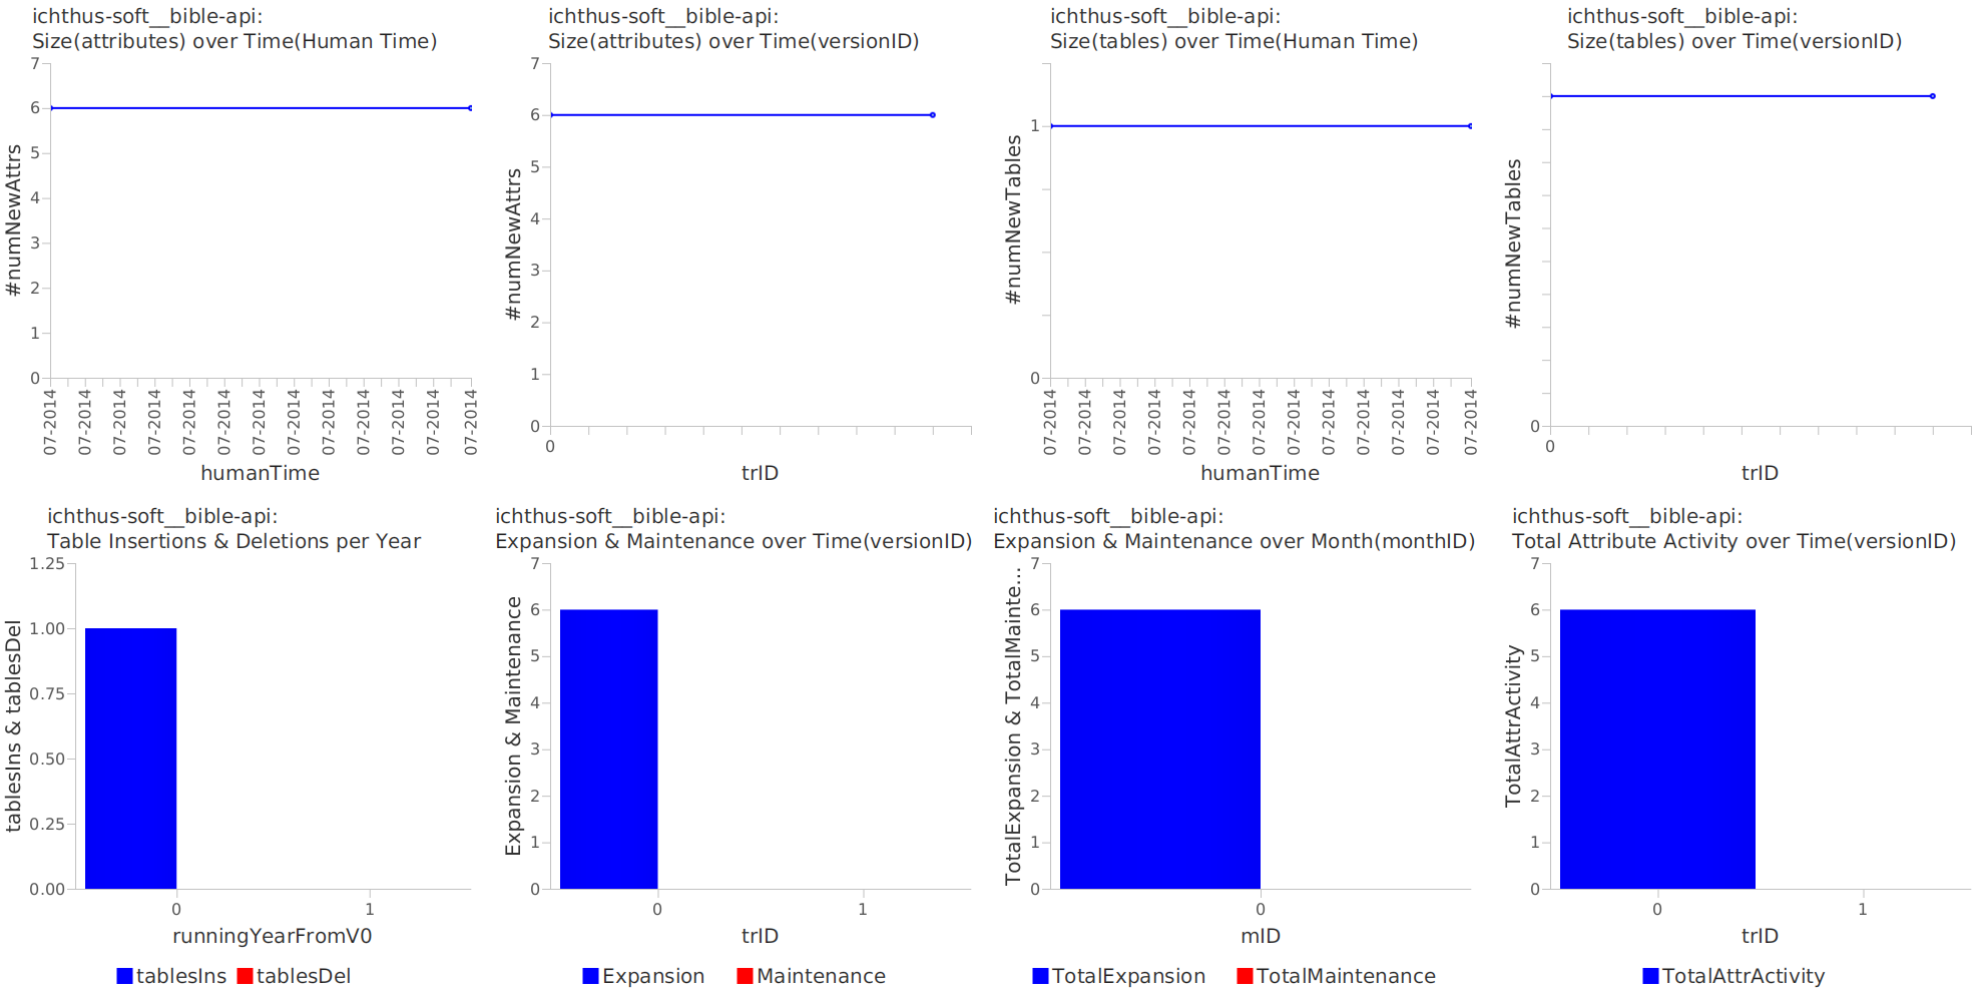 ichthus-soft__bible-api:
Size(attributes) over Time(Human Time)
7
6
5
4
3
2
1
0
#numNewAttrs
07-2014
07-2014
07-2014
07-2014
07-2014
07-2014
07-2014
07-2014
07-2014
07-2014
07-2014
07-2014
07-2014
humanTime
ichthus-soft__bible-api:
Size(attributes) over Time(versionID)
7
6
5
4
3
2
1
0
#numNewAttrs
0
trID
ichthus-soft__bible-api:
Size(tables) over Time(Human Time)
1
0
#numNewTables
07-2014
07-2014
07-2014
07-2014
07-2014
07-2014
07-2014
07-2014
07-2014
07-2014
07-2014
07-2014
07-2014
humanTime
ichthus-soft__bible-api:
Size(tables) over Time(versionID)
0
#numNewTables
0
trID
ichthus-soft__bible-api:
Table Insertions & Deletions per Year
1.25
1.00
0.75
0.50
0.25
0.00
tablesIns & tablesDel
0 1
runningYearFromV0
tablesIns tablesDel
ichthus-soft__bible-api:
Expansion & Maintenance over Time(versionID)
7
6
5
4
3
2
1
0
Expansion & Maintenance
0 1
trID
Expansion Maintenance
ichthus-soft__bible-api:
Expansion & Maintenance over Month(monthID)
7
6
5
4
3
2
1
0
TotalExpansion & TotalMainte...
0
mID
TotalExpansion TotalMaintenance
ichthus-soft__bible-api:
Total Attribute Activity over Time(versionID)
7
6
5
4
3
2
1
0
TotalAttrActivity
0 1
trID
TotalAttrActivity